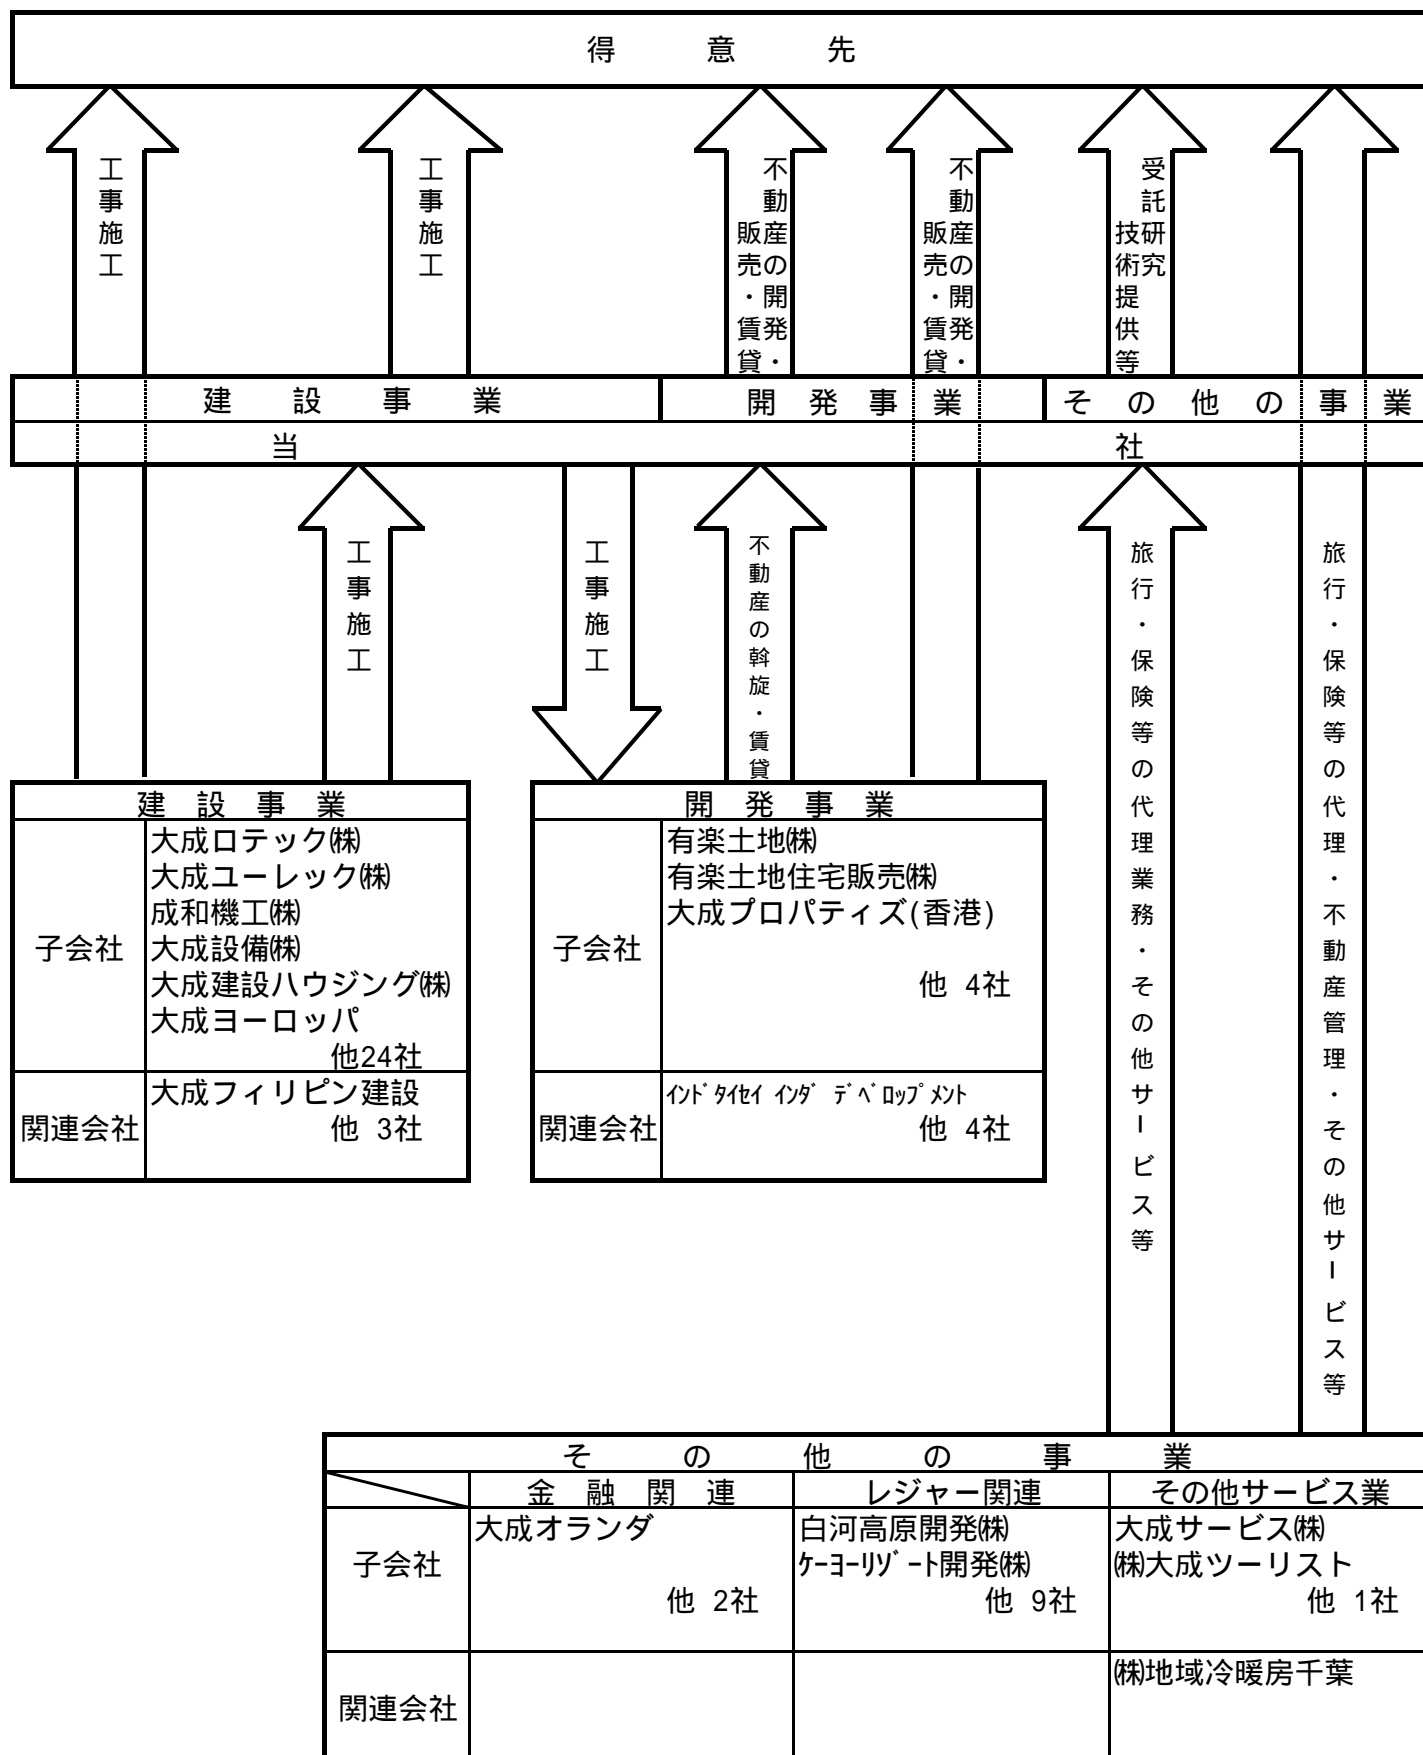 得意先
工事施工
工事施工
不動産の開発・
販売・賃貸
不動産の開発・
販売・賃貸
受託研究
技術提供等
建設事業
開発事業
その他の事業
当社
工事施工
工事施工
不動産の斡旋・賃貸
旅行・保険等の代理業務・その他サービス等
旅行・保険等の代理・不動産管理・その他サービス等
建設事業
子会社
大成ロテック㈱
大成ユーレック㈱
成和機工㈱
大成設備㈱
大成建設ハウジング㈱
大成ヨーロッパ
他24社
関連会社
大成フィリピン建設
他 3社
開発事業
子会社
有楽土地㈱
有楽土地住宅販売㈱
大成プロパティズ(香港)
他 4社
関連会社
ｲﾝﾄﾞﾀｲｾｲ ｲﾝﾀﾞ ﾃﾞﾍﾞﾛｯﾌﾟﾒﾝﾄ
他 4社
その他の事業
金融関連
レジャー関連
その他サービス業
子会社
大成オランダ
他 2社
白河高原開発㈱
ｹｰﾖｰﾘｿﾞｰﾄ開発㈱
他 9社
大成サービス㈱
㈱大成ツーリスト
他 1社
関連会社
㈱地域冷暖房千葉